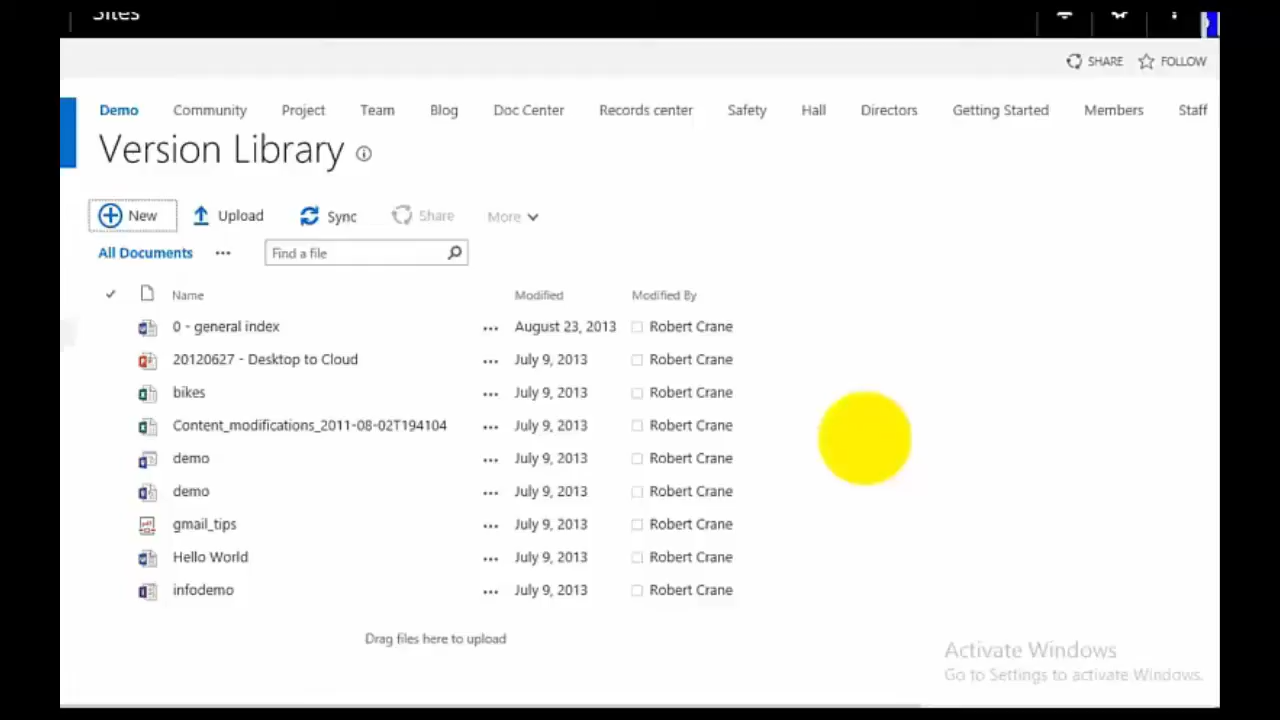 Sites
SHARE FOLLOW
Demo Community Project Team Blog Doc Center Records center Safety Hall Directors Getting Started Members Staff
Version Library
New Upload Sync Share More
All Documents ... Find a file
Name Modified Modified By
0 - general index ... August 23, 2013 Robert Crane
20120627 - Desktop to Cloud ... July 9, 2013 Robert Crane
bikes ... July 9, 2013 Robert Crane
Content_modifications_2011-08-02T194104 ... July 9, 2013 Robert Crane
demo ... July 9, 2013 Robert Crane
demo ... July 9, 2013 Robert Crane
gmail_tips ... July 9, 2013 Robert Crane
Hello World ... July 9, 2013 Robert Crane
infodemo ... July 9, 2013 Robert Crane
Drag files here to upload
Activate Windows
Go to Settings to activate Windows.